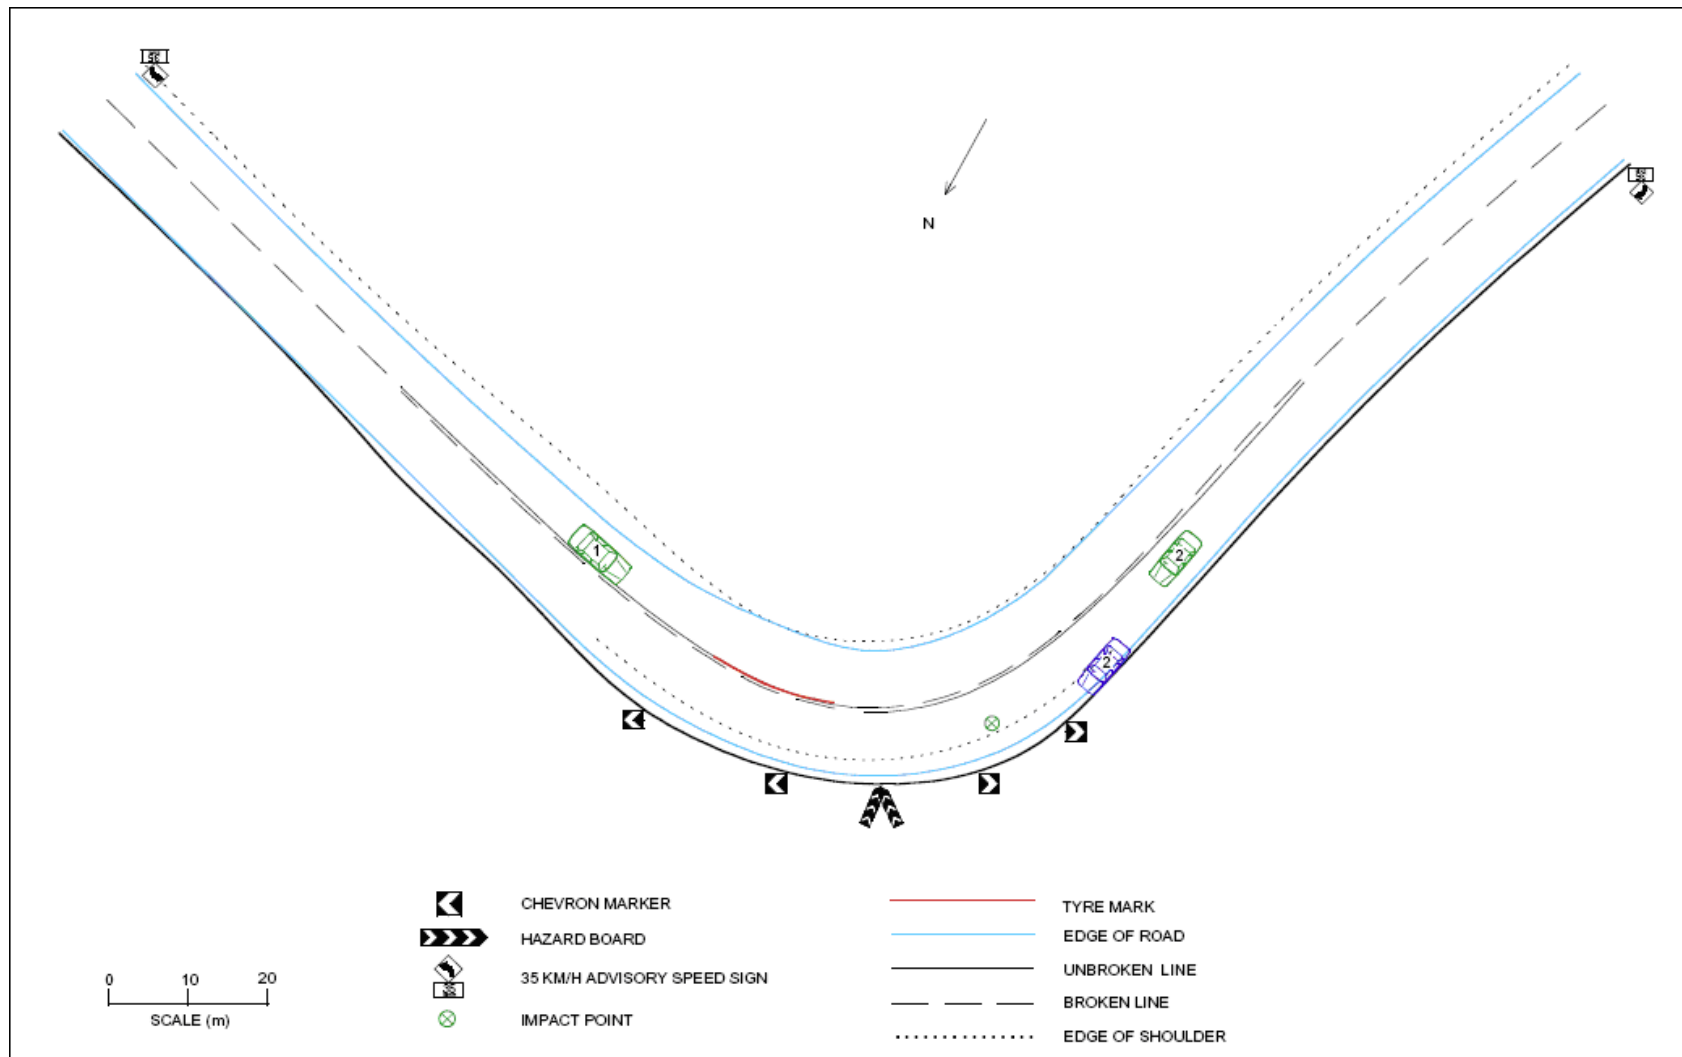 N
1
2
2
CHEVRON MARKER
HAZARD BOARD
35 KM/H ADVISORY SPEED SIGN
IMPACT POINT
0 10 20
SCALE (m)
TYRE MARK
EDGE OF ROAD
UNBROKEN LINE
BROKEN LINE
EDGE OF SHOULDER